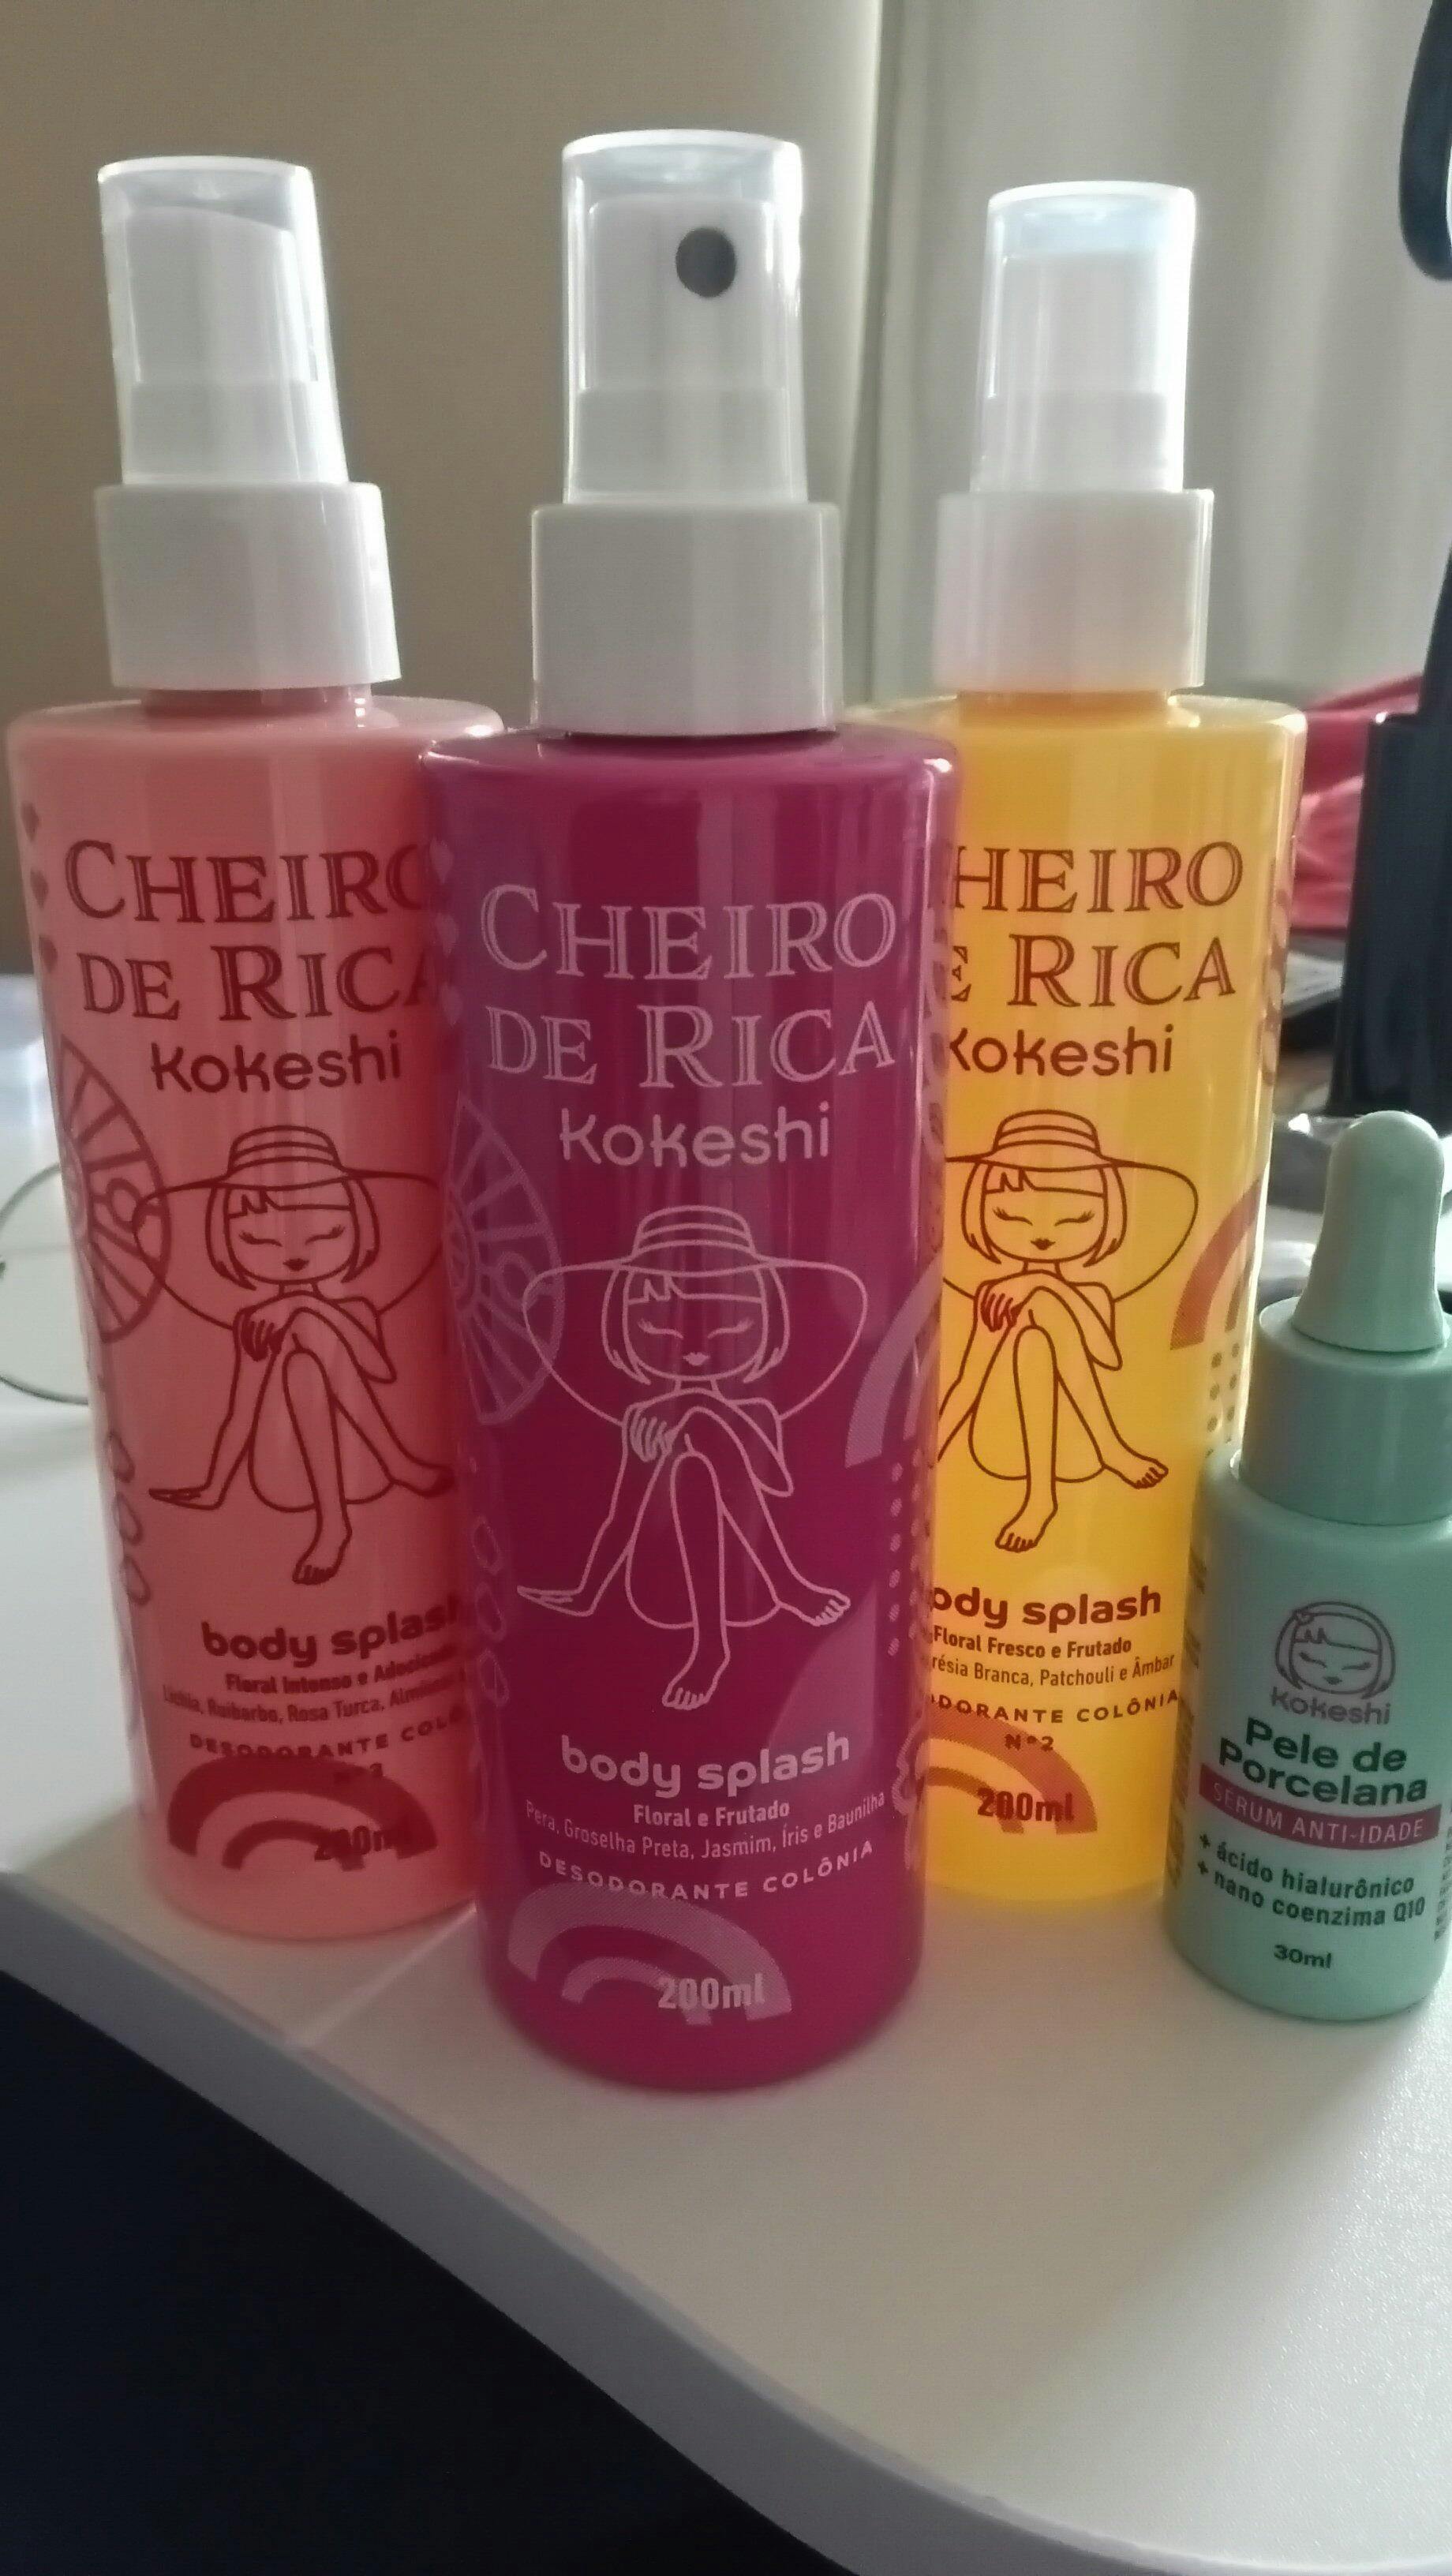 CHEIRO
DE RICA
Kokeshi
body splash
Floral Intenso e
Lichia, Ruibarbo, Rosa Turca,
DESODORANTE
200ml
CHEIRO
DE RICA
Kokeshi
body splash
Floral e Frutado
Pera, Groselha Preta, Jasmim, Íris e Baunilha
DESODORANTE COLÔNIA
200ml
HEIRO
E RICA
Kokeshi
ody splash
Floral Fresco e Frutado
résia Branca, Patchouli e Âmbar
DORANTE COLÔNIA
Nº2
200ml
Kokeshi
Pele de
Porcelana
SERUM ANTI-IDADE
+ ácido hialurônico
+ nano coenzima Q10
30ml